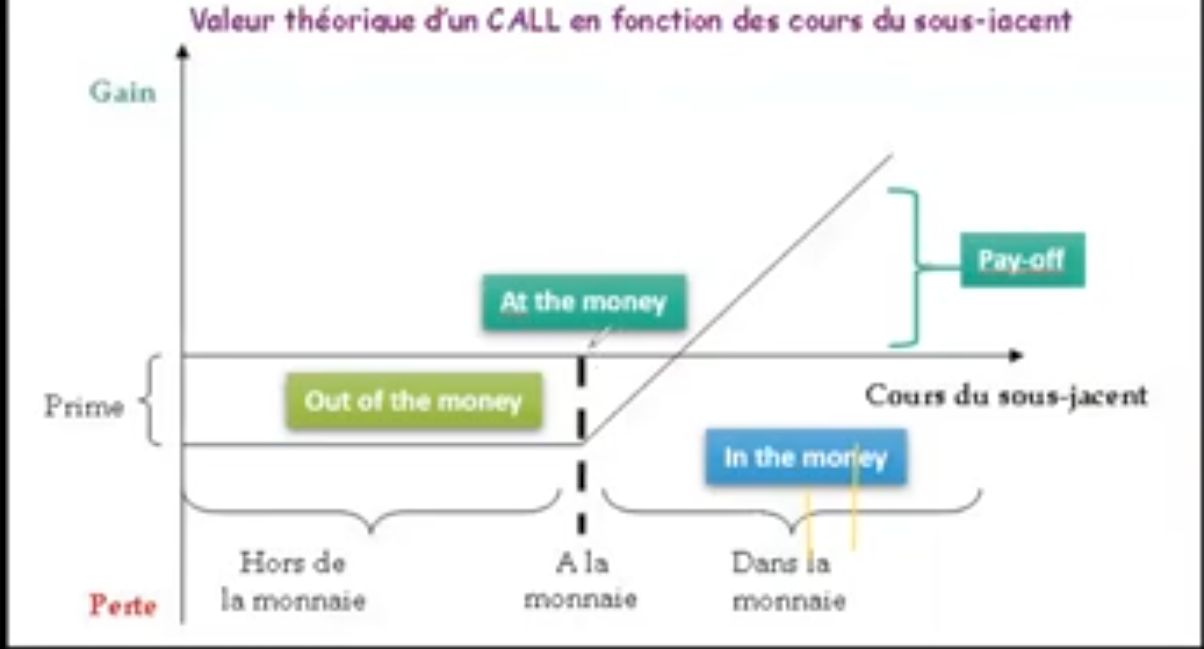 Valeur théorique d'un CALL en fonction des cours du sous-jacent
Gain
Pay-off
At the money
Prime
Out of the money
Cours du sous-jacent
In the money
Hors de
la monnaie
A la
monnaie
Dans la
monnaie
Perte